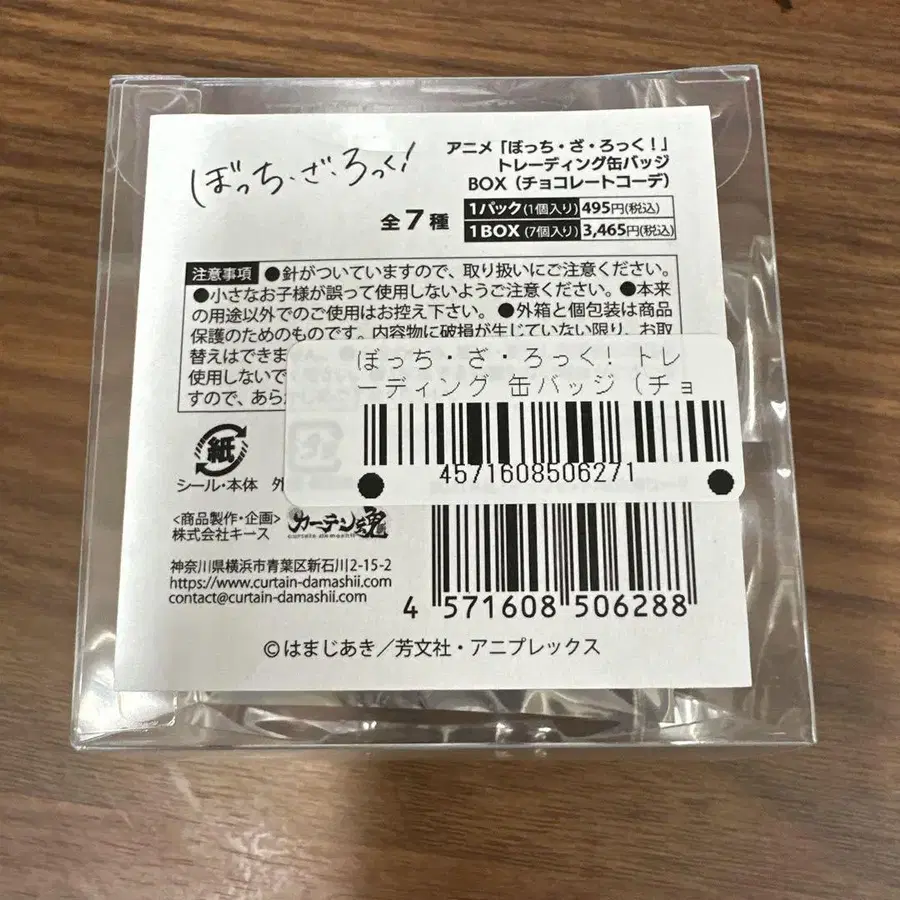 ぼっち・ざ・ろっく!
アニメ「ぼっち・ざ・ろっく！」
トレーディング缶バッジ
BOX（チョコレートコーデ）
全7種
1パック(1個入り) 495円(税込)
1BOX (7個入り) 3,465円(税込)
注意事項 ●針がついていますので、取り扱いにご注意ください。
●小さなお子様が誤って使用しないようご注意ください。●本来
の用途以外でのご使用はお控え下さい。 ●外箱と個包装は商品
保護のためのものです。内容物に破損が生じていない限り、お取
替えはできま
使用しないで
すので、あら
ぼっち・ざ・ろっく! トレ
ーディング 缶バッジ（チョ
4571608506271
紙
シール・本体 外
<商品製作・企画>
株式会社キース
カーテン魂
curtain damashii
神奈川県横浜市青葉区新石川2-15-2
https://www.curtain-damashii.com
contact@curtain-damashii.com
4 571608 506288
©はまじあき／芳文社・アニプレックス